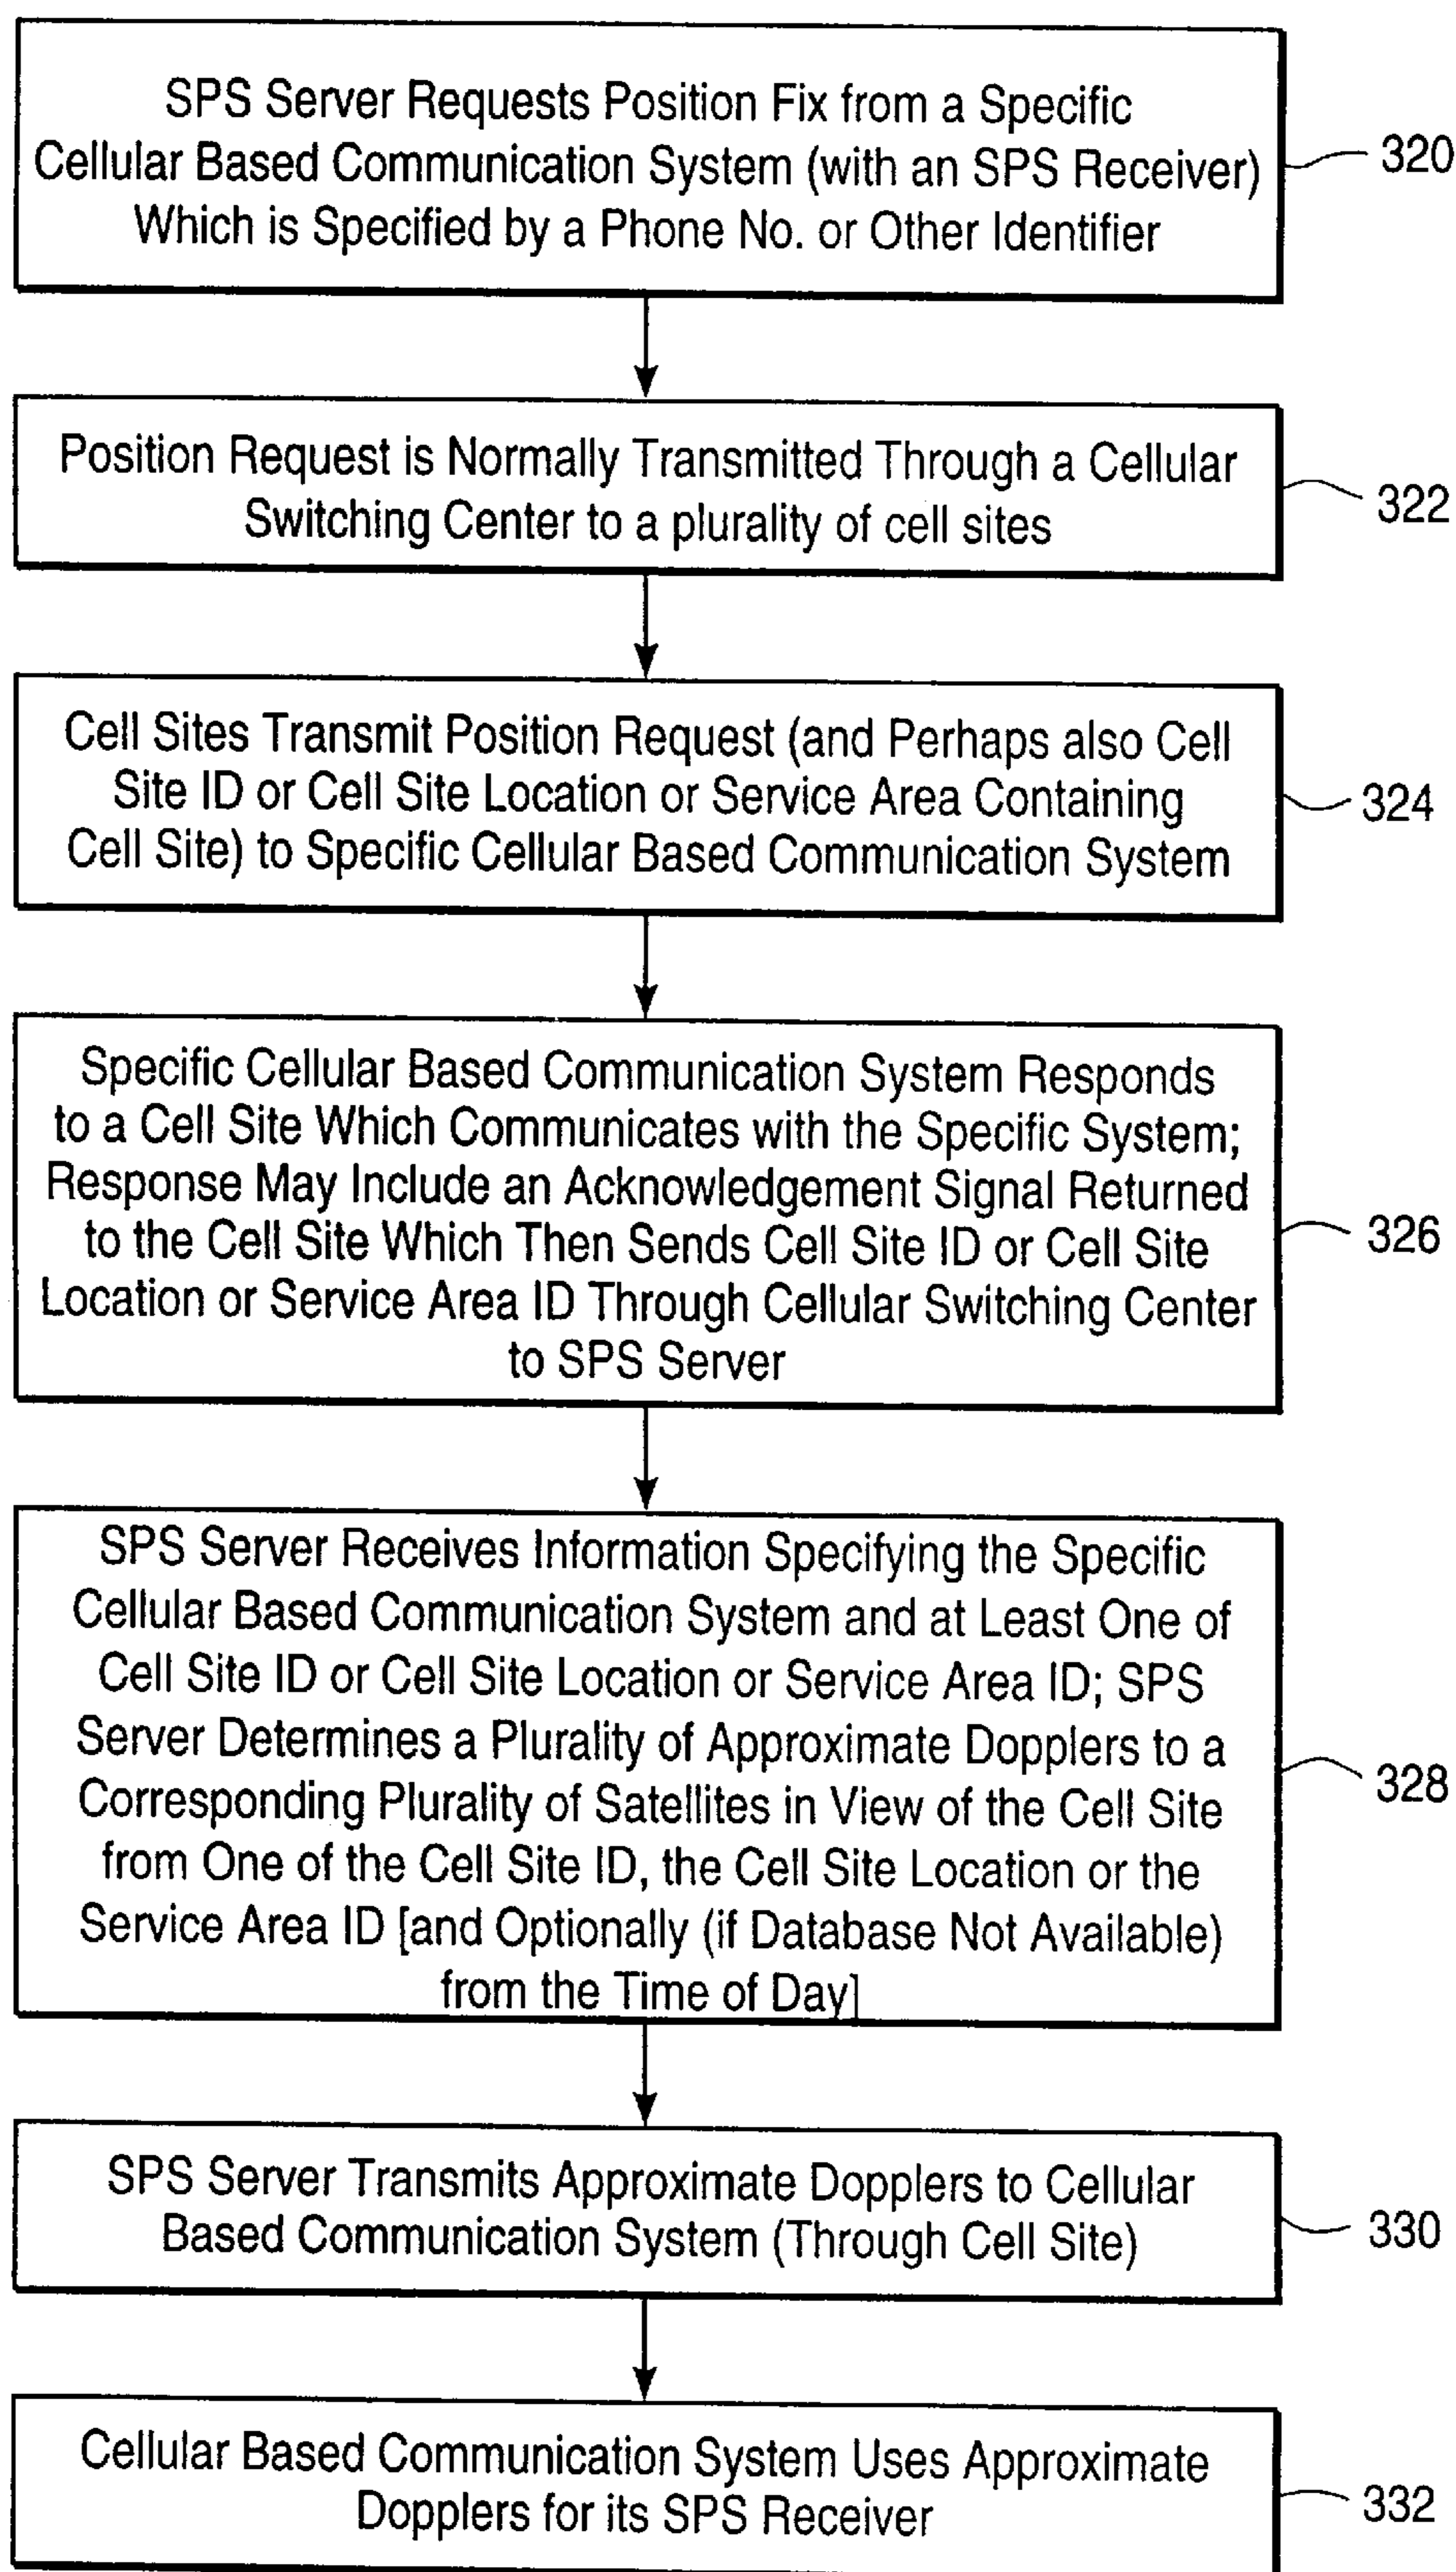 SPS Server Requests Position Fix from a Specific
Cellular Based Communication System (with an SPS Receiver)
Which is Specified by a Phone No. or Other Identifier
320
Position Request is Normally Transmitted Through a Cellular
Switching Center to a plurality of cell sites
322
Cell Sites Transmit Position Request (and Perhaps also Cell
Site ID or Cell Site Location or Service Area Containing
Cell Site) to Specific Cellular Based Communication System
324
Specific Cellular Based Communication System Responds
to a Cell Site Which Communicates with the Specific System;
Response May Include an Acknowledgement Signal Returned
to the Cell Site Which Then Sends Cell Site ID or Cell Site
Location or Service Area ID Through Cellular Switching Center
to SPS Server
326
SPS Server Receives Information Specifying the Specific
Cellular Based Communication System and at Least One of
Cell Site ID or Cell Site Location or Service Area ID; SPS
Server Determines a Plurality of Approximate Dopplers to a
Corresponding Plurality of Satellites in View of the Cell Site
from One of the Cell Site ID, the Cell Site Location or the
Service Area ID [and Optionally (if Database Not Available)
from the Time of Day]
328
SPS Server Transmits Approximate Dopplers to Cellular
Based Communication System (Through Cell Site)
330
Cellular Based Communication System Uses Approximate
Dopplers for its SPS Receiver
332